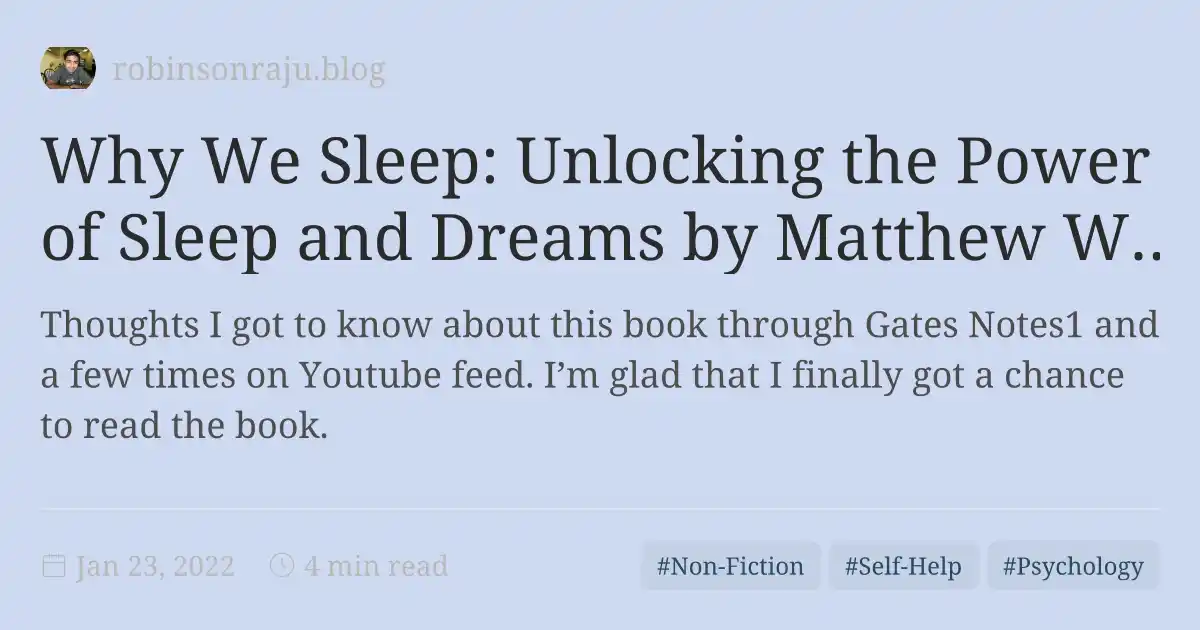 robinsonraju.blog
Why We Sleep: Unlocking the Power
of Sleep and Dreams by Matthew W..
Thoughts I got to know about this book through Gates Notes1 and
a few times on Youtube feed. I’m glad that I finally got a chance
to read the book.
Jan 23, 2022 4 min read #Non-Fiction #Self-Help #Psychology